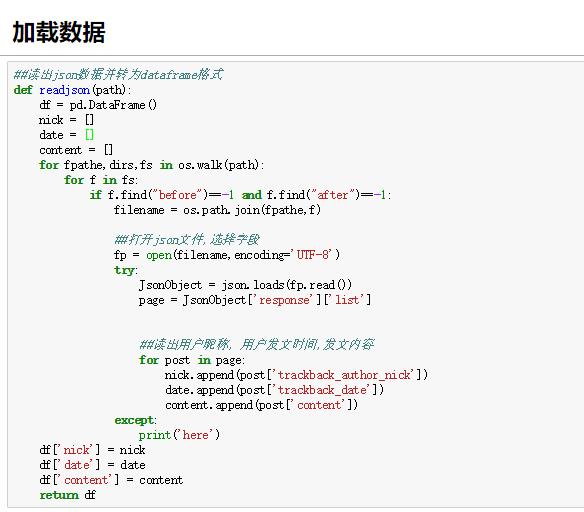 加载数据
##读出json数据并转为dataframe格式
def readjson(path):
    df = pd.DataFrame()
    nick = []
    date = []
    content = []
    for fpathe,dirs,fs in os.walk(path):
        for f in fs:
            if f.find("before")==-1 and f.find("after")==-1:
                filename = os.path.join(fpathe,f)
                ##打开json文件,选择字段
                fp = open(filename,encoding='UTF-8')
                try:
                    JsonObject = json.loads(fp.read())
                    page = JsonObject['response']['list']
                    ##读出用户昵称, 用户发文时间,发文内容
                    for post in page:
                        nick.append(post['trackback_author_nick'])
                        date.append(post['trackback_date'])
                        content.append(post['content'])
                except:
                    print('here')
    df['nick'] = nick
    df['date'] = date
    df['content'] = content
    return df